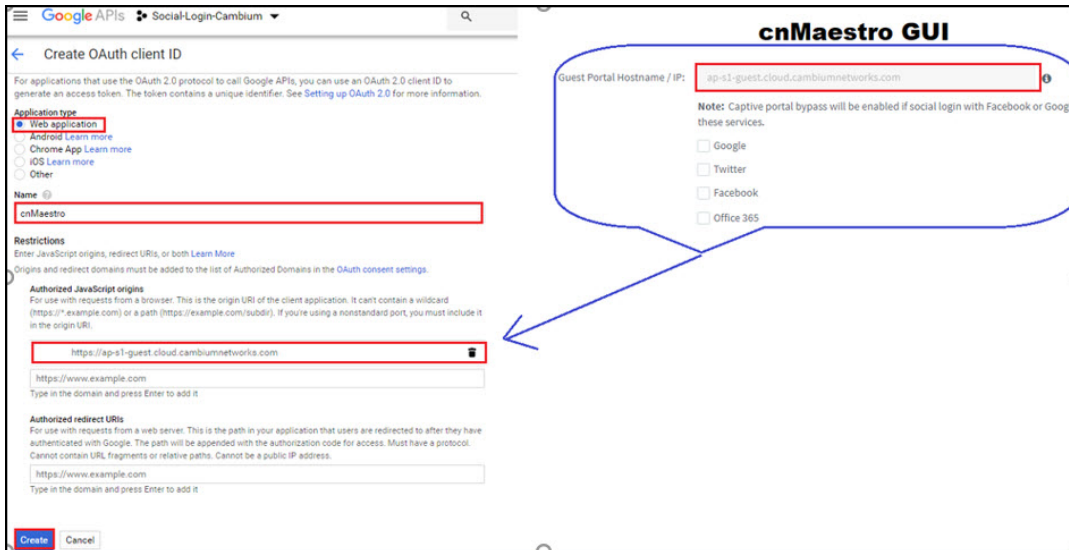 Google APIs Social-Login-Cambium
Create OAuth client ID
For applications that use the OAuth 2.0 protocol to call Google APIs, you can use an OAuth 2.0 client ID to
generate an access token. The token contains a unique identifier. See Setting up OAuth 2.0 for more information.
Application type
Web application
Android Learn more
Chrome App Learn more
iOS Learn more
Other
Name
cnMaestro
Restrictions
Enter JavaScript origins, redirect URIs, or both Learn More
Origins and redirect domains must be added to the list of Authorized Domains in the OAuth consent settings.
Authorized JavaScript origins
For use with requests from a browser. This is the origin URI of the client application. It can't contain a wildcard
(https://*.example.com) or a path (https://example.com/subdir). If you're using a nonstandard port, you must include it
in the origin URI.
https://ap-s1-guest.cloud.cambiumnetworks.com
https://www.example.com
Type in the domain and press Enter to add it
Authorized redirect URIs
For use with requests from a web server. This is the path in your application that users are redirected to after they have
authenticated with Google. The path will be appended with the authorization code for access. Must have a protocol.
Cannot contain URL fragments or relative paths. Cannot be a public IP address.
https://www.example.com
Type in the domain and press Enter to add it
Create Cancel
cnMaestro GUI
Guest Portal Hostname / IP: ap-s1-guest.cloud.cambiumnetworks.com
Note: Captive portal bypass will be enabled if social login with Facebook or Goog
these services.
Google
Twitter
Facebook
Office 365